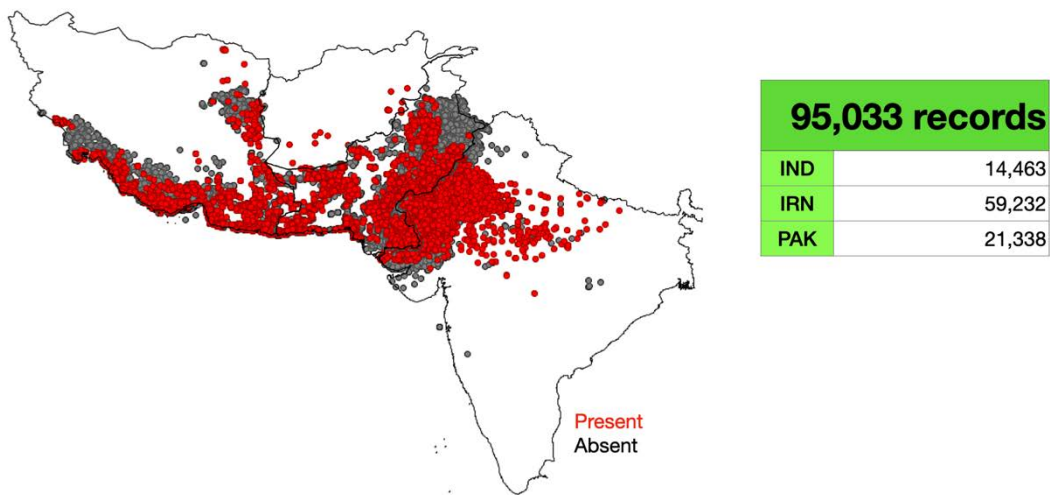 95,033 records
IND 14,463
IRN 59,232
PAK 21,338
Present
Absent